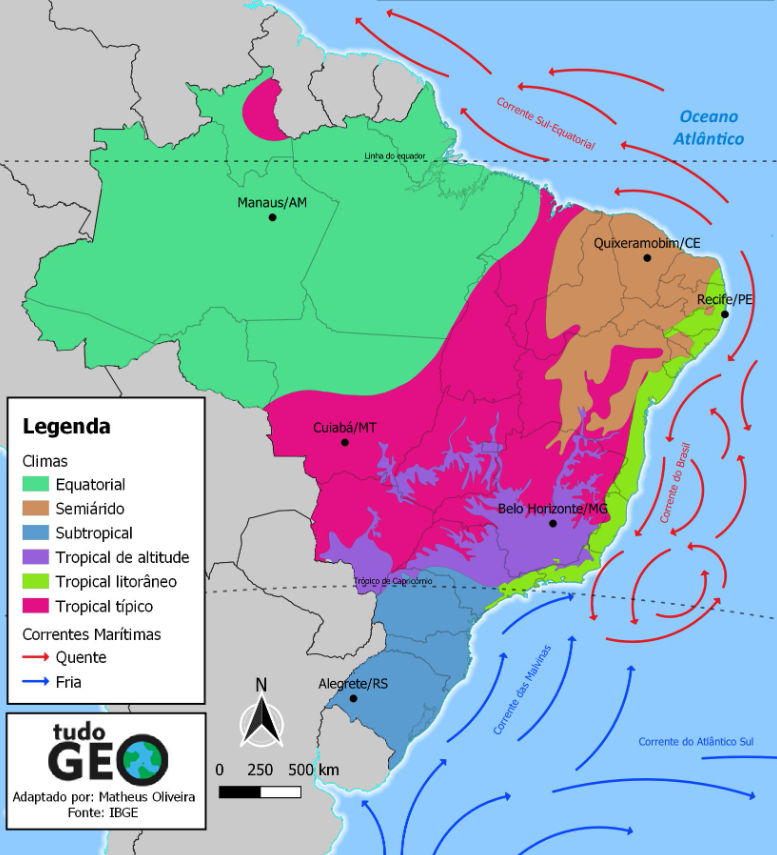 Corrente Sul-Equatorial
Oceano
Atlântico
Linha do equador
Manaus/AM
Quixeramobim/CE
Recife/PE
Cuiabá/MT
Corrente do Brasil
Belo Horizonte/MG
Trópico de Capricórnio
Corrente das Malvinas
Alegrete/RS
Corrente do Atlântico Sul
Legenda
Climas
Equatorial
Semiárido
Subtropical
Tropical de altitude
Tropical litorâneo
Tropical típico
Correntes Marítimas
Quente
Fria
N
0 250 500 km
tudo
GEO
Adaptado por: Matheus Oliveira
Fonte: IBGE